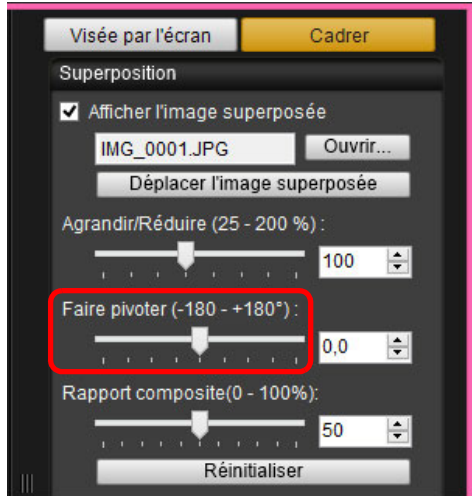 Visée par l'écran Cadrer
Superposition
Afficher l'image superposée
IMG_0001.JPG Ouvrir...
Déplacer l'image superposée
Agrandir/Réduire (25 - 200 %) :
100
Faire pivoter (-180 - +180°) :
0,0
Rapport composite(0 - 100%):
50
Réinitialiser